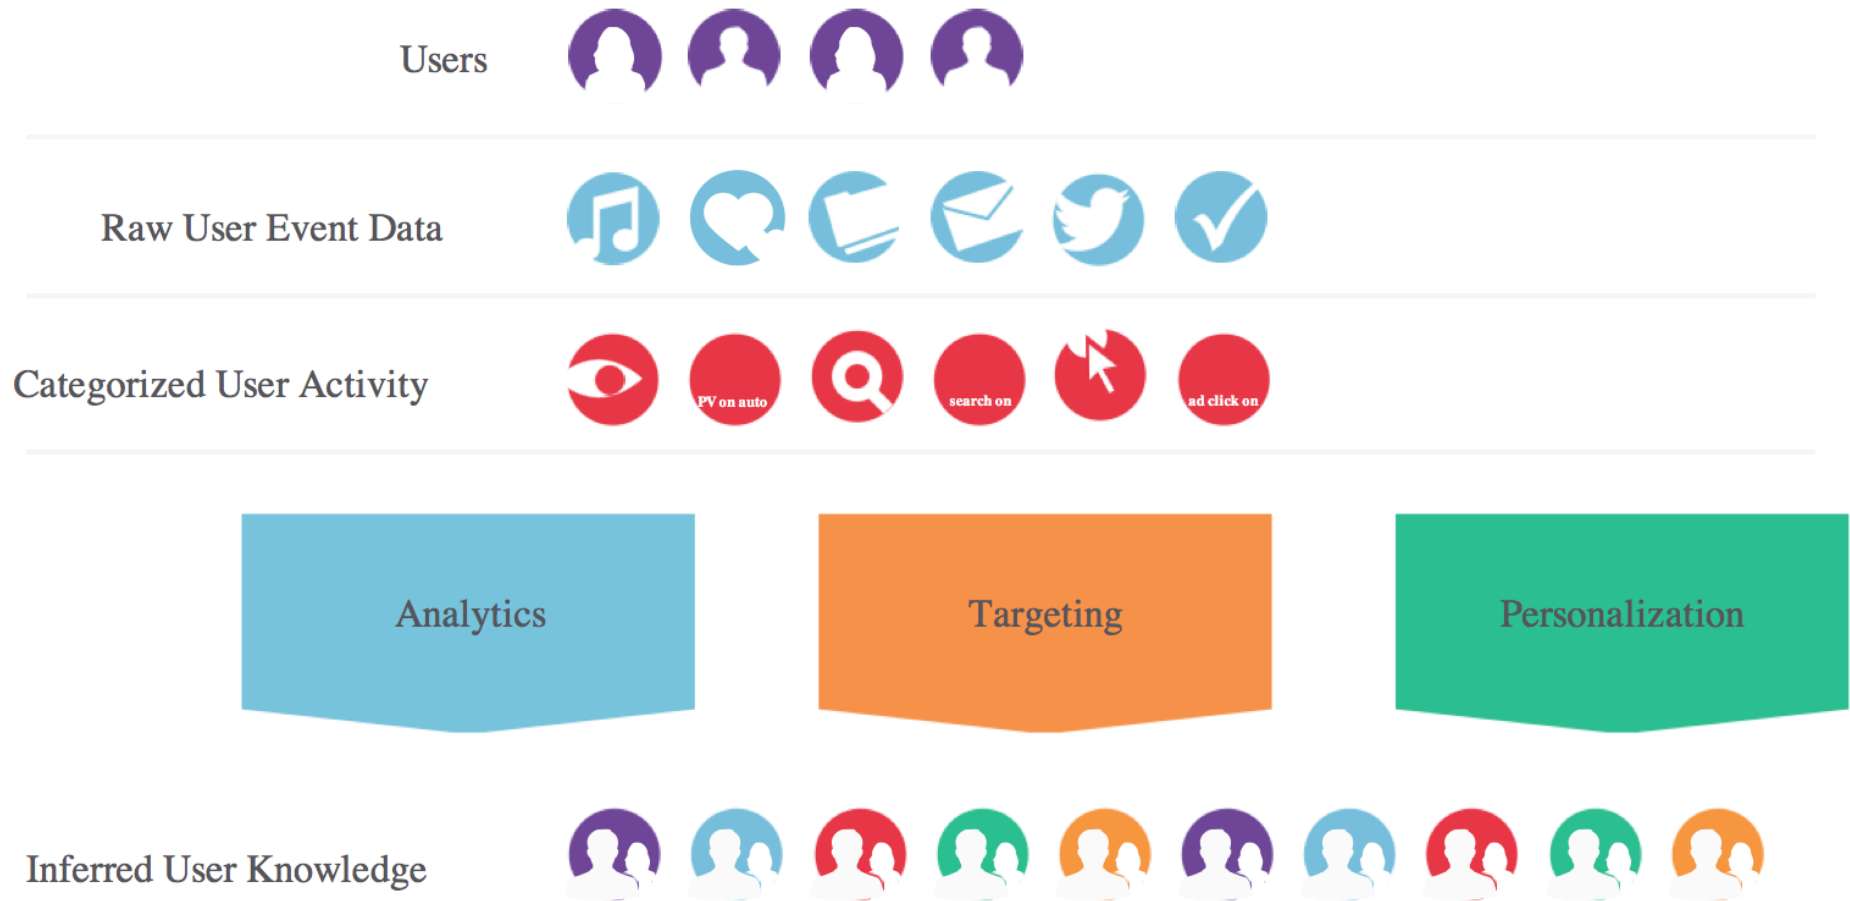 Users
Raw User Event Data
Categorized User Activity
PV on auto
search on
ad click on
Analytics
Targeting
Personalization
Inferred User Knowledge